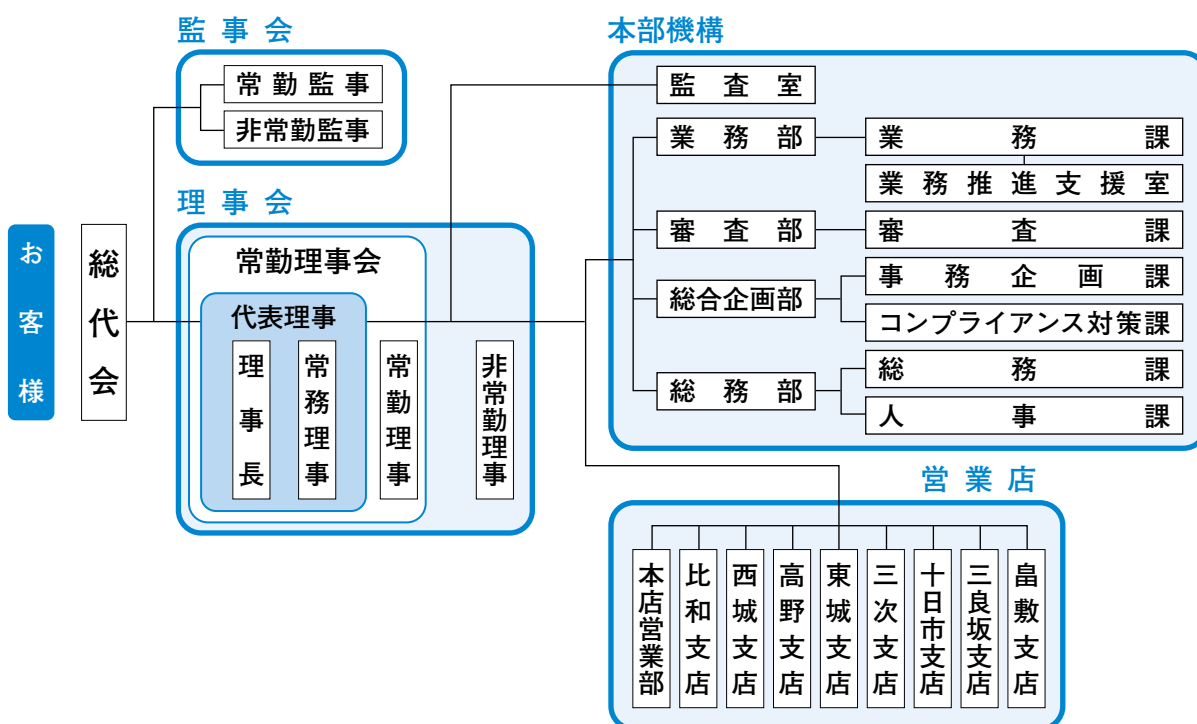 監事会
常勤監事
非常勤監事
理事会
お客様
総代会
常勤理事会
代表理事
理事長
常務理事
常勤理事
非常勤理事
本部機構
監査室
業務部
業務課
業務推進支援室
審査部
審査課
総合企画部
事務企画課
コンプライアンス対策課
総務部
総務課
人事課
営業店
本店営業部
比和支店
西城支店
高野支店
東城支店
三次支店
十日市支店
三良坂支店
畠敷支店